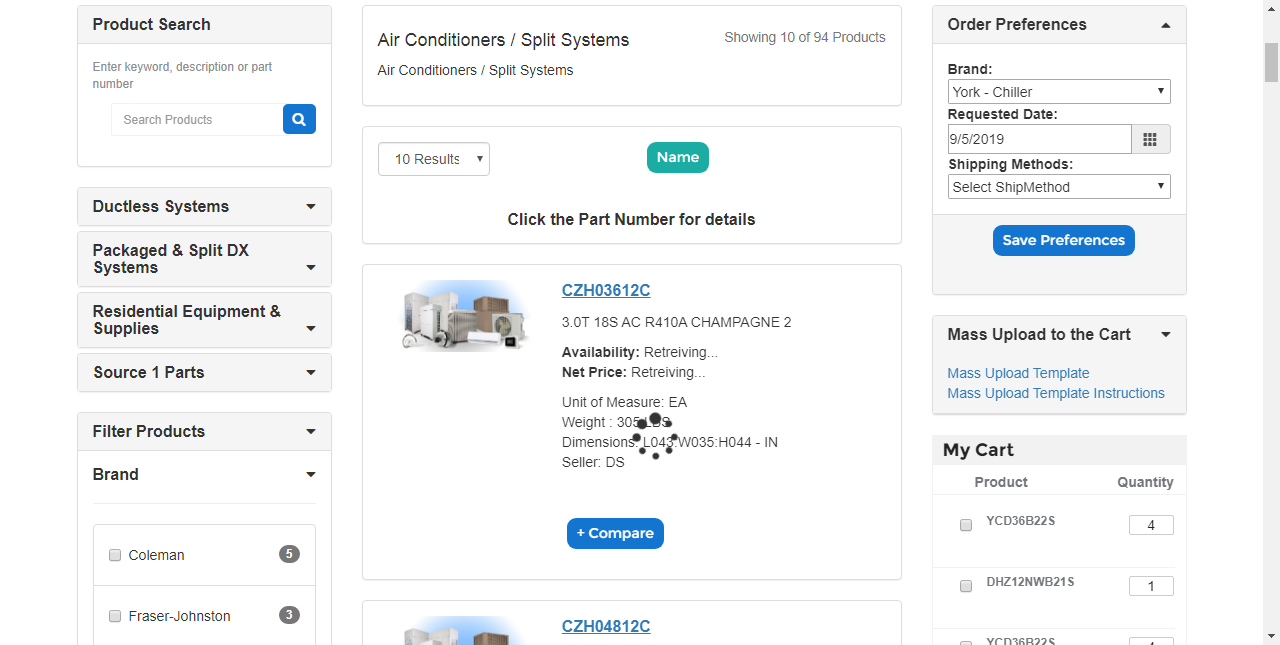 Product Search
Enter keyword, description or part
number
Search Products
Ductless Systems
Packaged & Split DX
Systems
Residential Equipment &
Supplies
Source 1 Parts
Filter Products
Brand
Coleman
5
Fraser-Johnston
3
Air Conditioners / Split Systems
Showing 10 of 94 Products
Air Conditioners / Split Systems
10 Results
Name
Click the Part Number for details
CZH03612C
3.0T 18S AC R410A CHAMPAGNE 2
Availability: Retreiving...
Net Price: Retreiving...
Unit of Measure: EA
Weight : 305 LBS
Dimensions: L043:W035:H044 - IN
Seller: DS
+ Compare
CZH04812C
Order Preferences
Brand:
York - Chiller
Requested Date:
9/5/2019
Shipping Methods:
Select ShipMethod
Save Preferences
Mass Upload to the Cart
Mass Upload Template
Mass Upload Template Instructions
My Cart
Product Quantity
YCD36B22S 4
DHZ12NWB21S 1
YCD36B22S